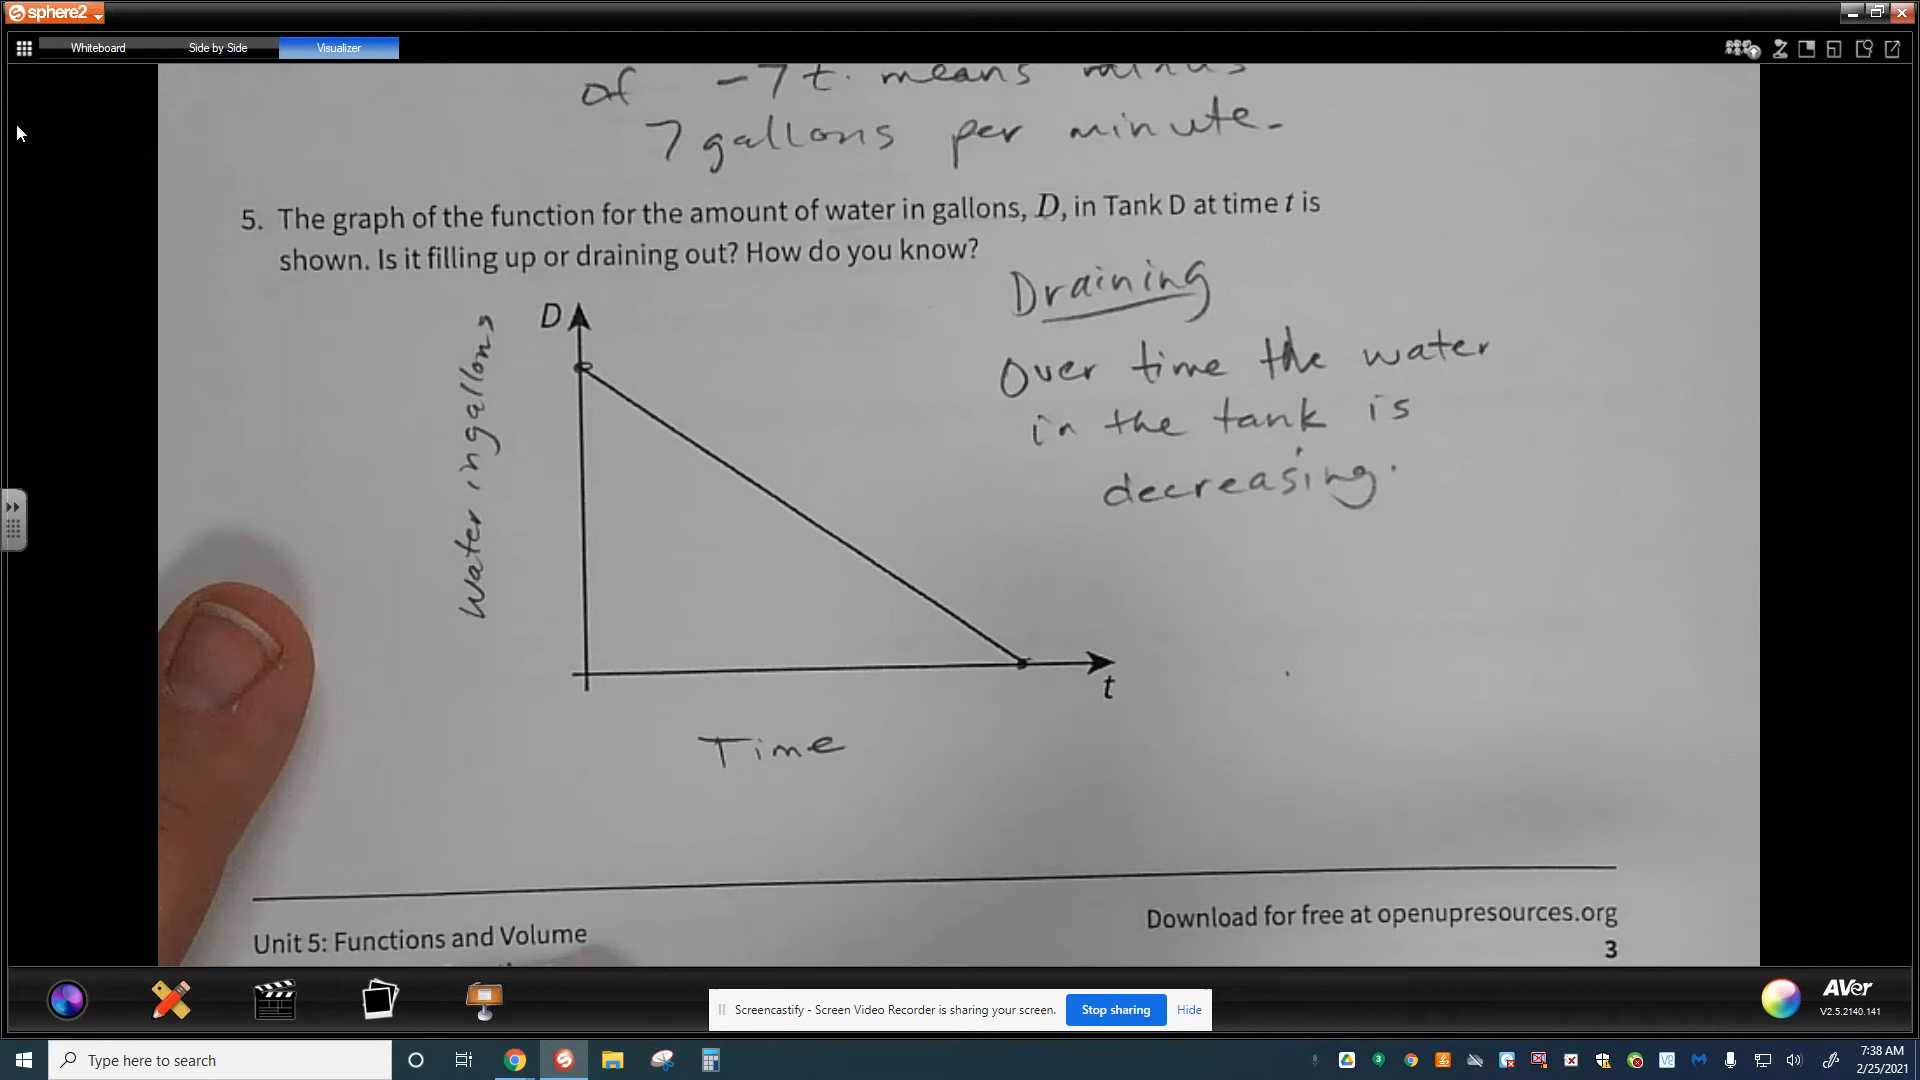 sphere2
Whiteboard
Side by Side
Visualizer
of -7t. means minus
7 gallons per minute.
5. The graph of the function for the amount of water in gallons, D, in Tank D at time t is
shown. Is it filling up or draining out? How do you know?
Draining
Over time the water
in the tank is
decreasing.
D
Water in gallons
t
Time
Unit 5: Functions and Volume
Download for free at openupresources.org
3
Screencastify - Screen Video Recorder is sharing your screen.
Stop sharing
Hide
AVer
V2.5.2140.141
Type here to search
7:38 AM
2/25/2021